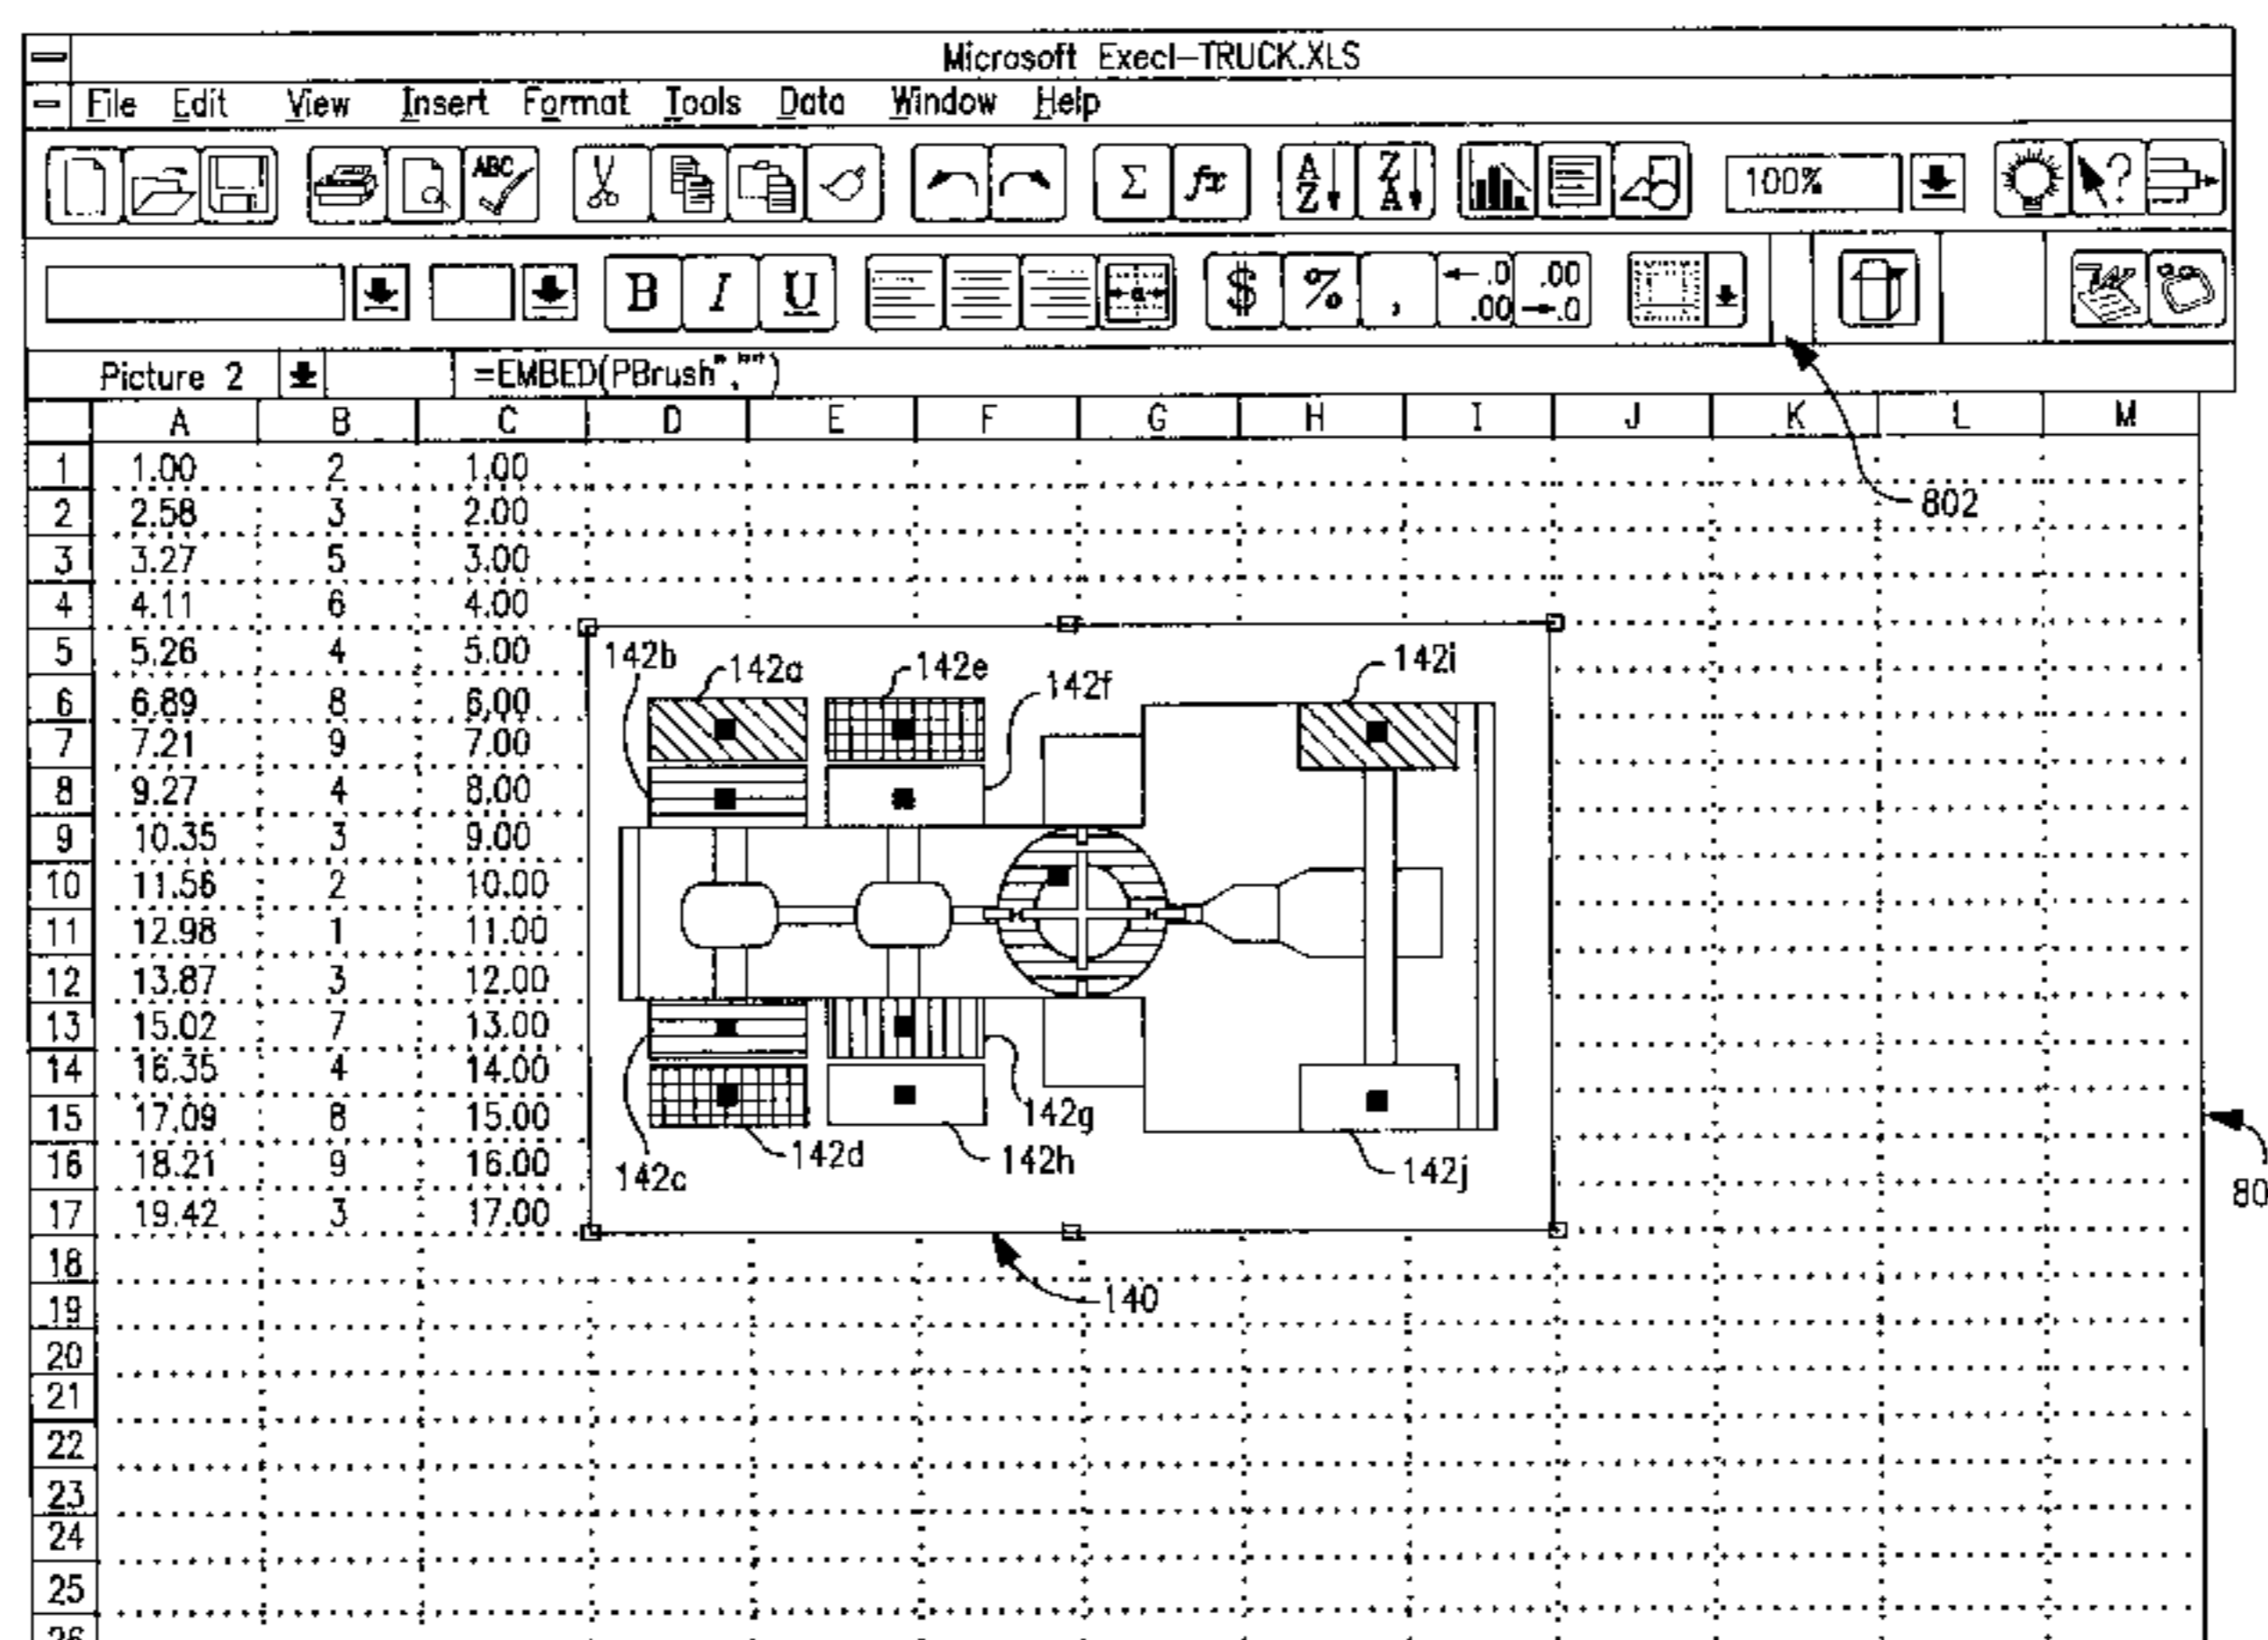 Microsoft Execl-TRUCK.XLS
File Edit View Insert Format Tools Data Window Help
ABC Σ fx A Z Z A 100% ?
B I U a $ % , .0 .00 .00 .0
Picture 2 =EMBED(PBrush","")
A B C D E F G H I J K L M
1 1.00 2 1.00
802
2 2.58 3 2.00
3 3.27 5 3.00
4 4.11 6 4.00
5 5.26 4 5.00
142b 142a 142e 142f 142i
6 6.89 8 6.00
7 7.21 9 7.00
8 9.27 4 8.00
9 10.35 3 9.00
10 11.56 2 10.00
11 12.98 1 11.00
12 13.87 3 12.00
13 15.02 7 13.00
14 16.35 4 14.00
15 17.09 8 15.00
142g
16 18.21 9 16.00
142c 142d 142h 142j
80
17 19.42 3 17.00
18
140
19
20
21
22
23
24
25
26